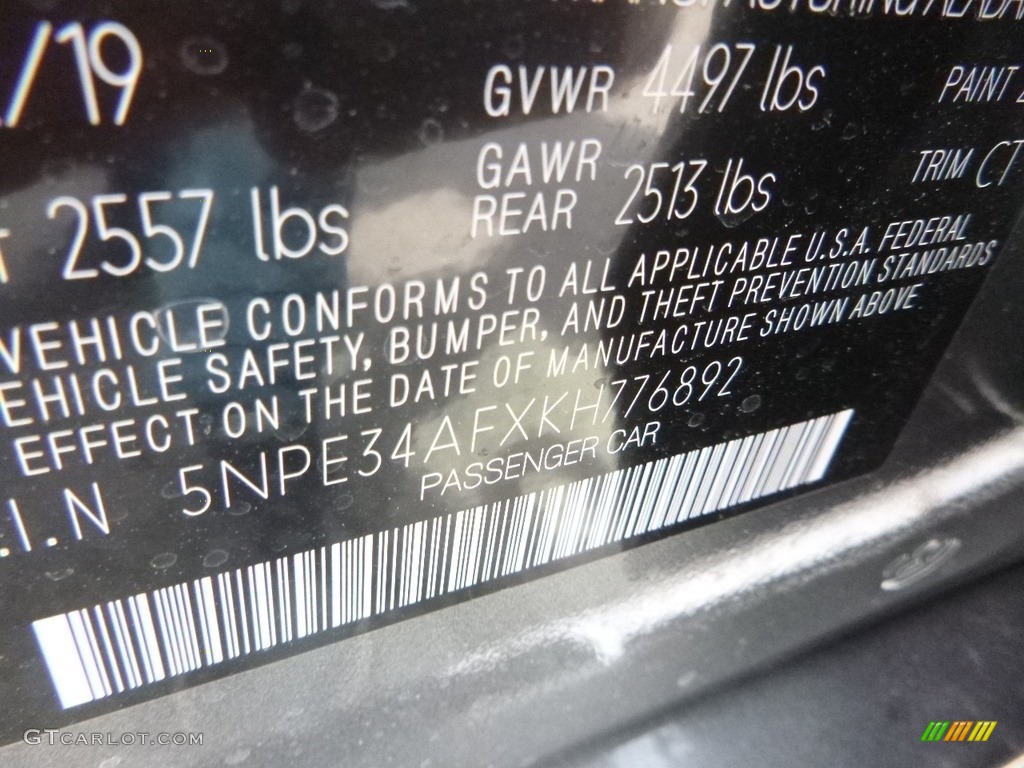 /19
GVWR 4497 lbs
PAINT
2557 lbs
GAWR
REAR 2513 lbs
TRIM CT
VEHICLE CONFORMS TO ALL APPLICABLE U.S.A. FEDERAL
EHICLE SAFETY, BUMPER, AND THEFT PREVENTION STANDARDS
EFFECT ON THE DATE OF MANUFACTURE SHOWN ABOVE
.I.N 5NPE34AFXKH776892
PASSENGER CAR
GTCARLOT.COM